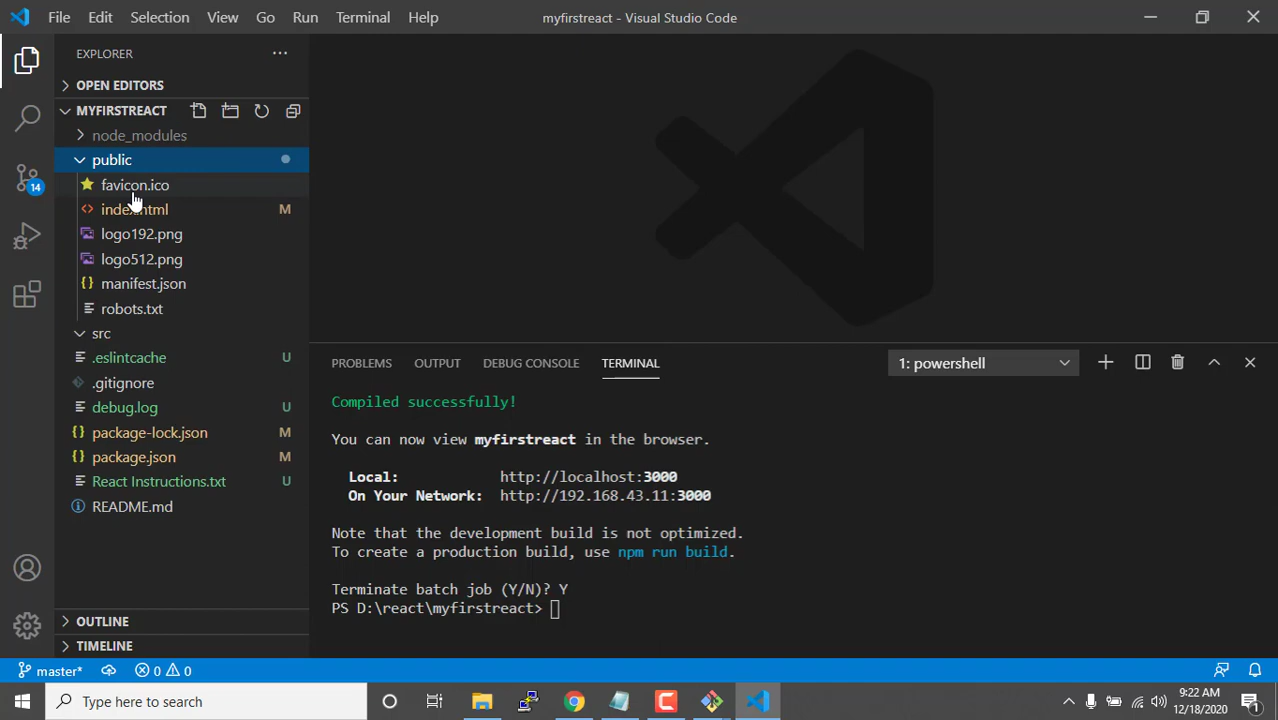 File Edit Selection View Go Run Terminal Help
myfirstreact - Visual Studio Code
EXPLORER
OPEN EDITORS
MYFIRSTREACT
node_modules
public
favicon.ico
index.html M
logo192.png
logo512.png
manifest.json
robots.txt
src
.eslintcache U
.gitignore
debug.log U
package-lock.json M
package.json M
React Instructions.txt U
README.md
OUTLINE
TIMELINE
14
PROBLEMS OUTPUT DEBUG CONSOLE TERMINAL
1: powershell
Compiled successfully!
You can now view myfirstreact in the browser.
Local: http://localhost:3000
On Your Network: http://192.168.43.11:3000
Note that the development build is not optimized.
To create a production build, use npm run build.
Terminate batch job (Y/N)? Y
PS D:\react\myfirstreact>
master* 0 0
Type here to search
9:22 AM
12/18/2020
1